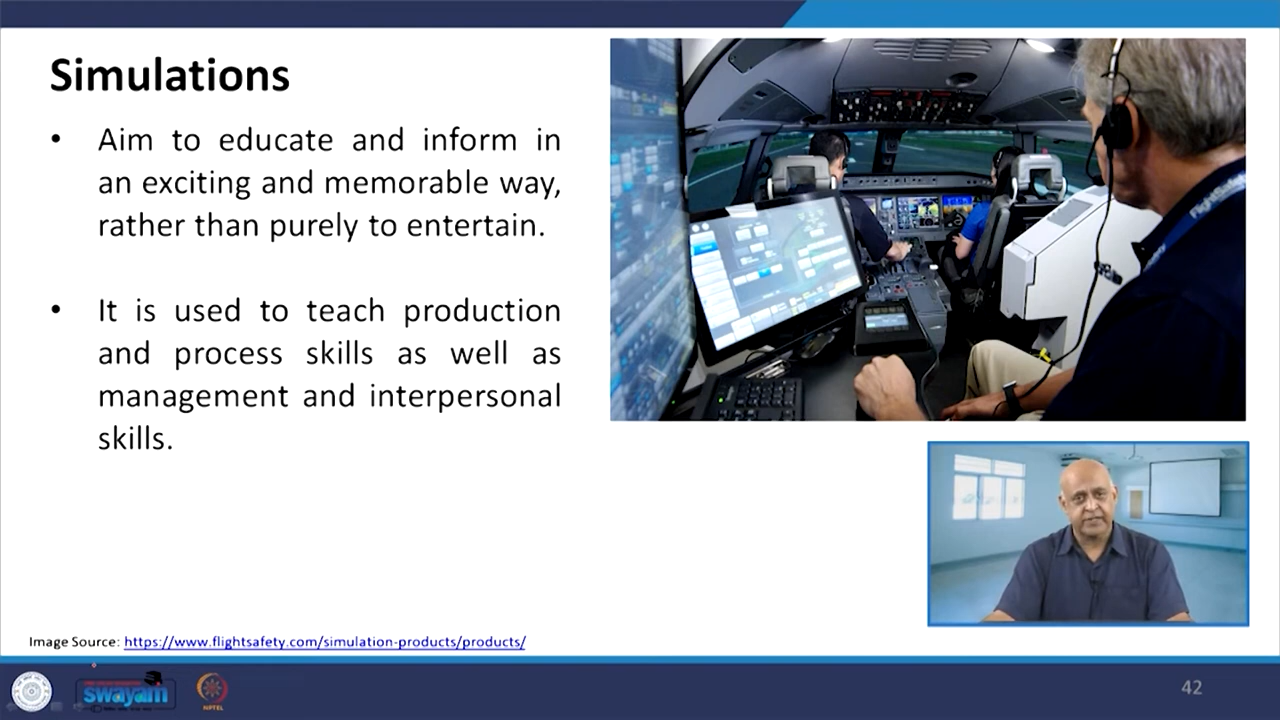 Simulations
• Aim to educate and inform in
an exciting and memorable way,
rather than purely to entertain.
• It is used to teach production
and process skills as well as
management and interpersonal
skills.
Image Source: https://www.flightsafety.com/simulation-products/products/
swayam
NPTEL
42